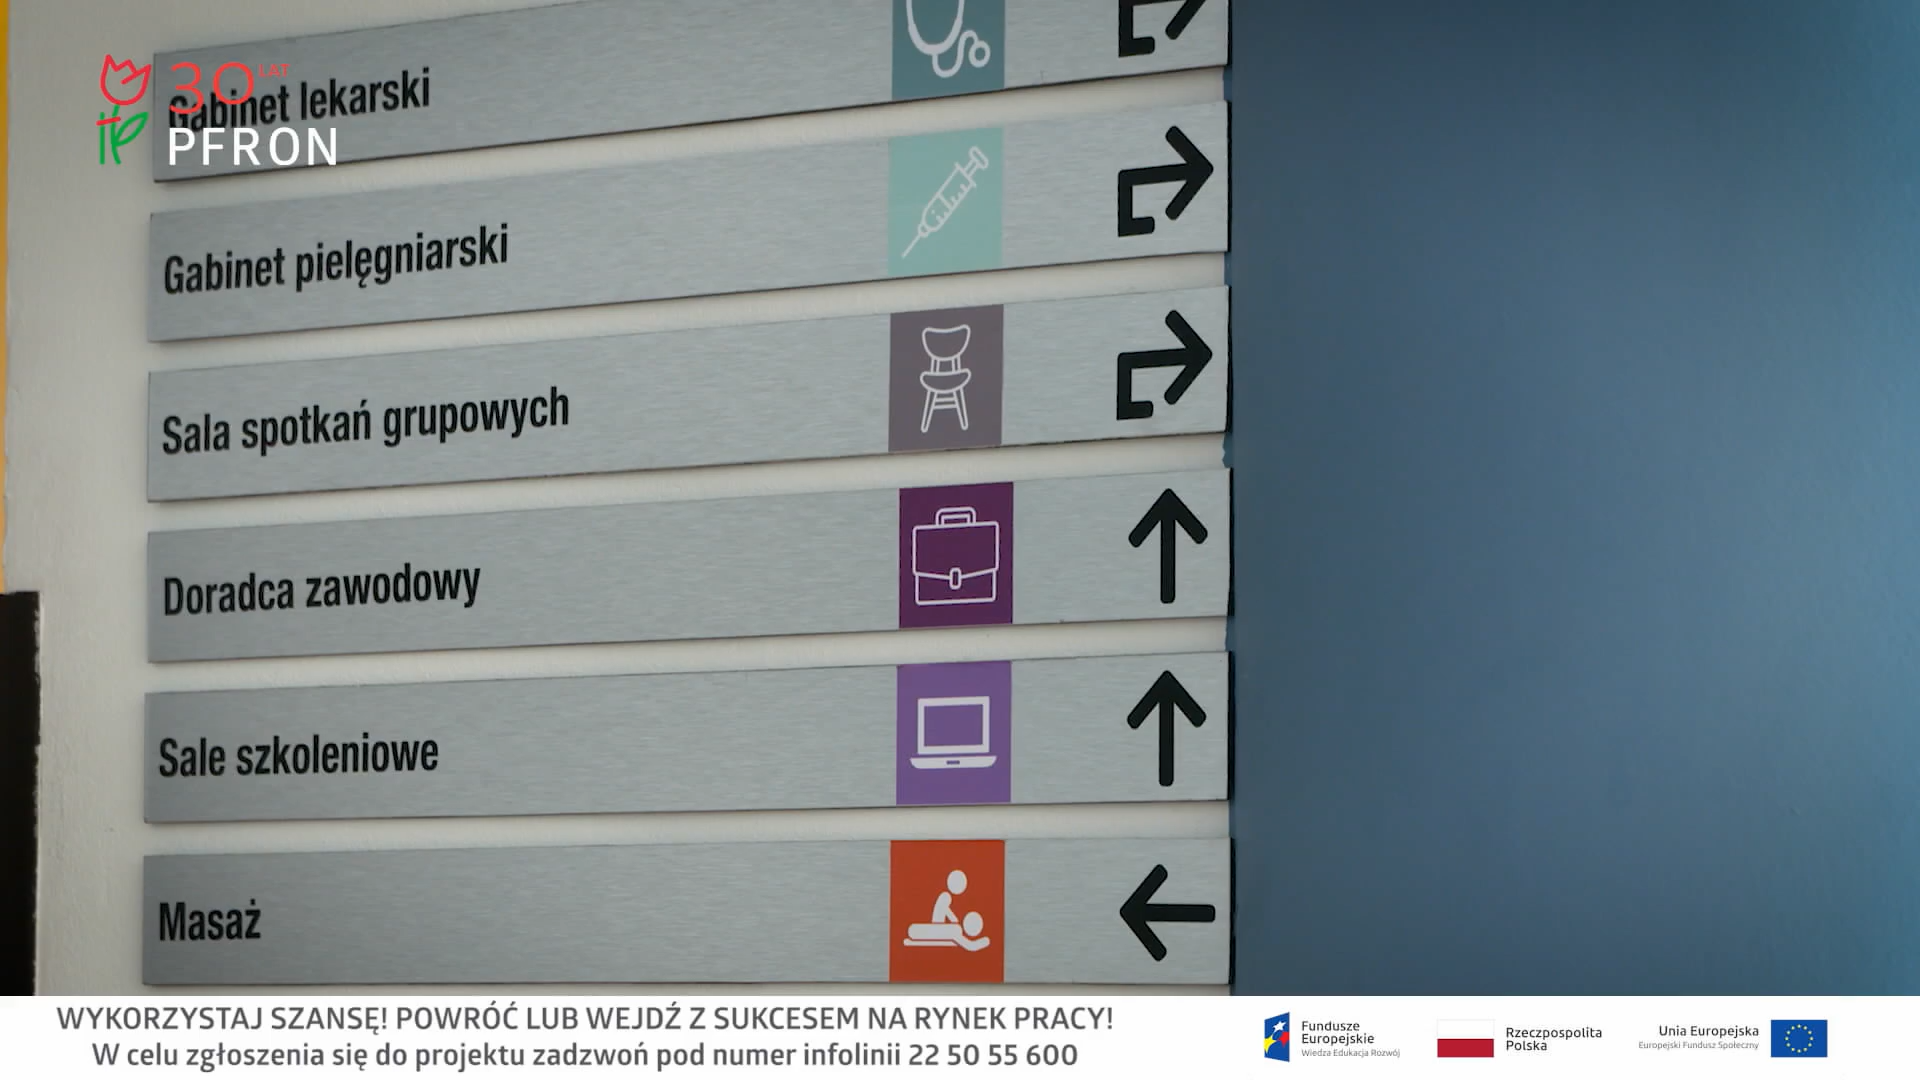 30 LAT
PFRON
Gabinet lekarski
Gabinet pielęgniarski
Sala spotkań grupowych
Doradca zawodowy
Sale szkoleniowe
Masaż
WYKORZYSTAJ SZANSĘ! POWRÓĆ LUB WEJDŹ Z SUKCESEM NA RYNEK PRACY!
W celu zgłoszenia się do projektu zadzwoń pod numer infolinii 22 50 55 600
Fundusze
Europejskie
Wiedza Edukacja Rozwój
Rzeczpospolita
Polska
Unia Europejska
Europejski Fundusz Społeczny